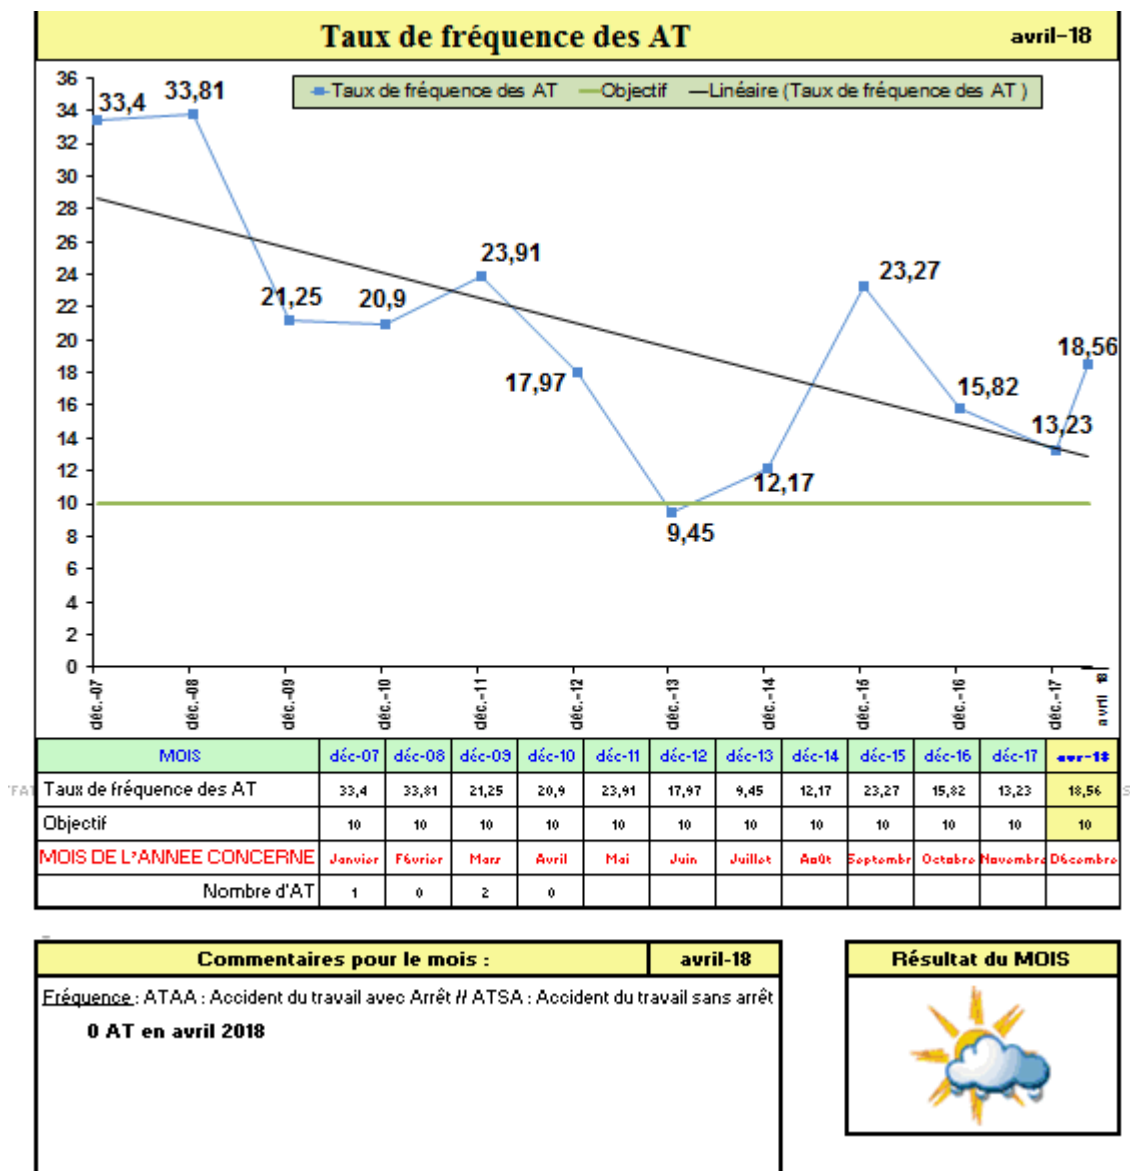 Taux de fréquence des AT avril-18
Taux de fréquence des AT Objectif Linéaire (Taux de fréquence des AT )
36
34
32
30
28
26
24
22
20
18
16
14
12
10
8
6
4
2
0
33,4 33,81 21,25 20,9 23,91 17,97 9,45 12,17 23,27 15,82 13,23 18,56
déc.-07 déc.-08 déc.-09 déc.-10 déc.-11 déc.-12 déc.-13 déc.-14 déc.-15 déc.-16 déc.-17 avril 18
MOIS déc-07 déc-08 déc-09 déc-10 déc-11 déc-12 déc-13 déc-14 déc-15 déc-16 déc-17 avr-18
Taux de fréquence des AT 33,4 33,81 21,25 20,9 23,91 17,97 9,45 12,17 23,27 15,82 13,23 18,56
Objectif 10 10 10 10 10 10 10 10 10 10 10 10
MOIS DE L'ANNEE CONCERNE Janvier Février Mars Avril Mai Juin Juillet Août Septembr Octobre Novembre Décembre
Nombre d'AT 1 0 2 0
Commentaires pour le mois : avril-18
Fréquence : ATAA : Accident du travail avec Arrêt // ATSA : Accident du travail sans arrêt
0 AT en avril 2018
Résultat du MOIS